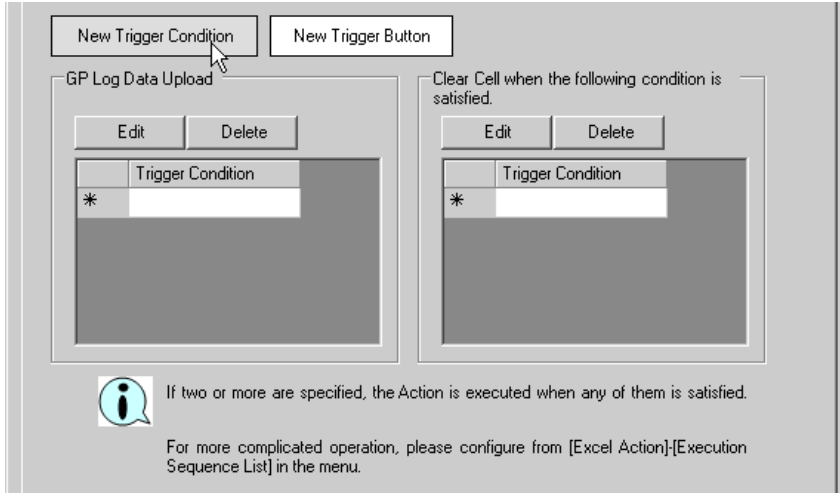 New Trigger Condition
New Trigger Button
GP Log Data Upload
Edit
Delete
Trigger Condition
*
Clear Cell when the following condition is
satisfied.
Edit
Delete
Trigger Condition
*
If two or more are specified, the Action is executed when any of them is satisfied.
For more complicated operation, please configure from [Excel Action]-[Execution
Sequence List] in the menu.